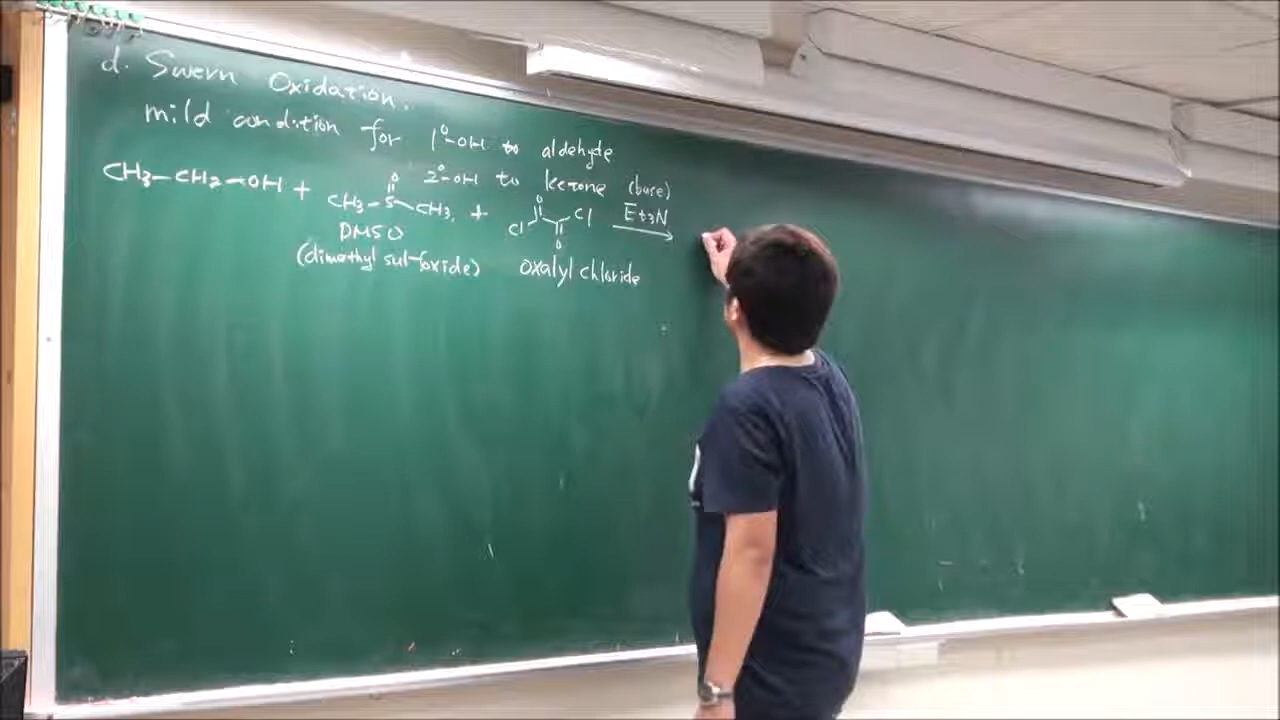 d. Swern Oxidation.
mild condition for 1°-OH to aldehyde
2°-OH to ketone (base)
CH3-CH2-OH + CH3-S-CH3 + Cl Cl Et3N
O O O
DMSO
(dimethyl sulfoxide) oxalyl chloride